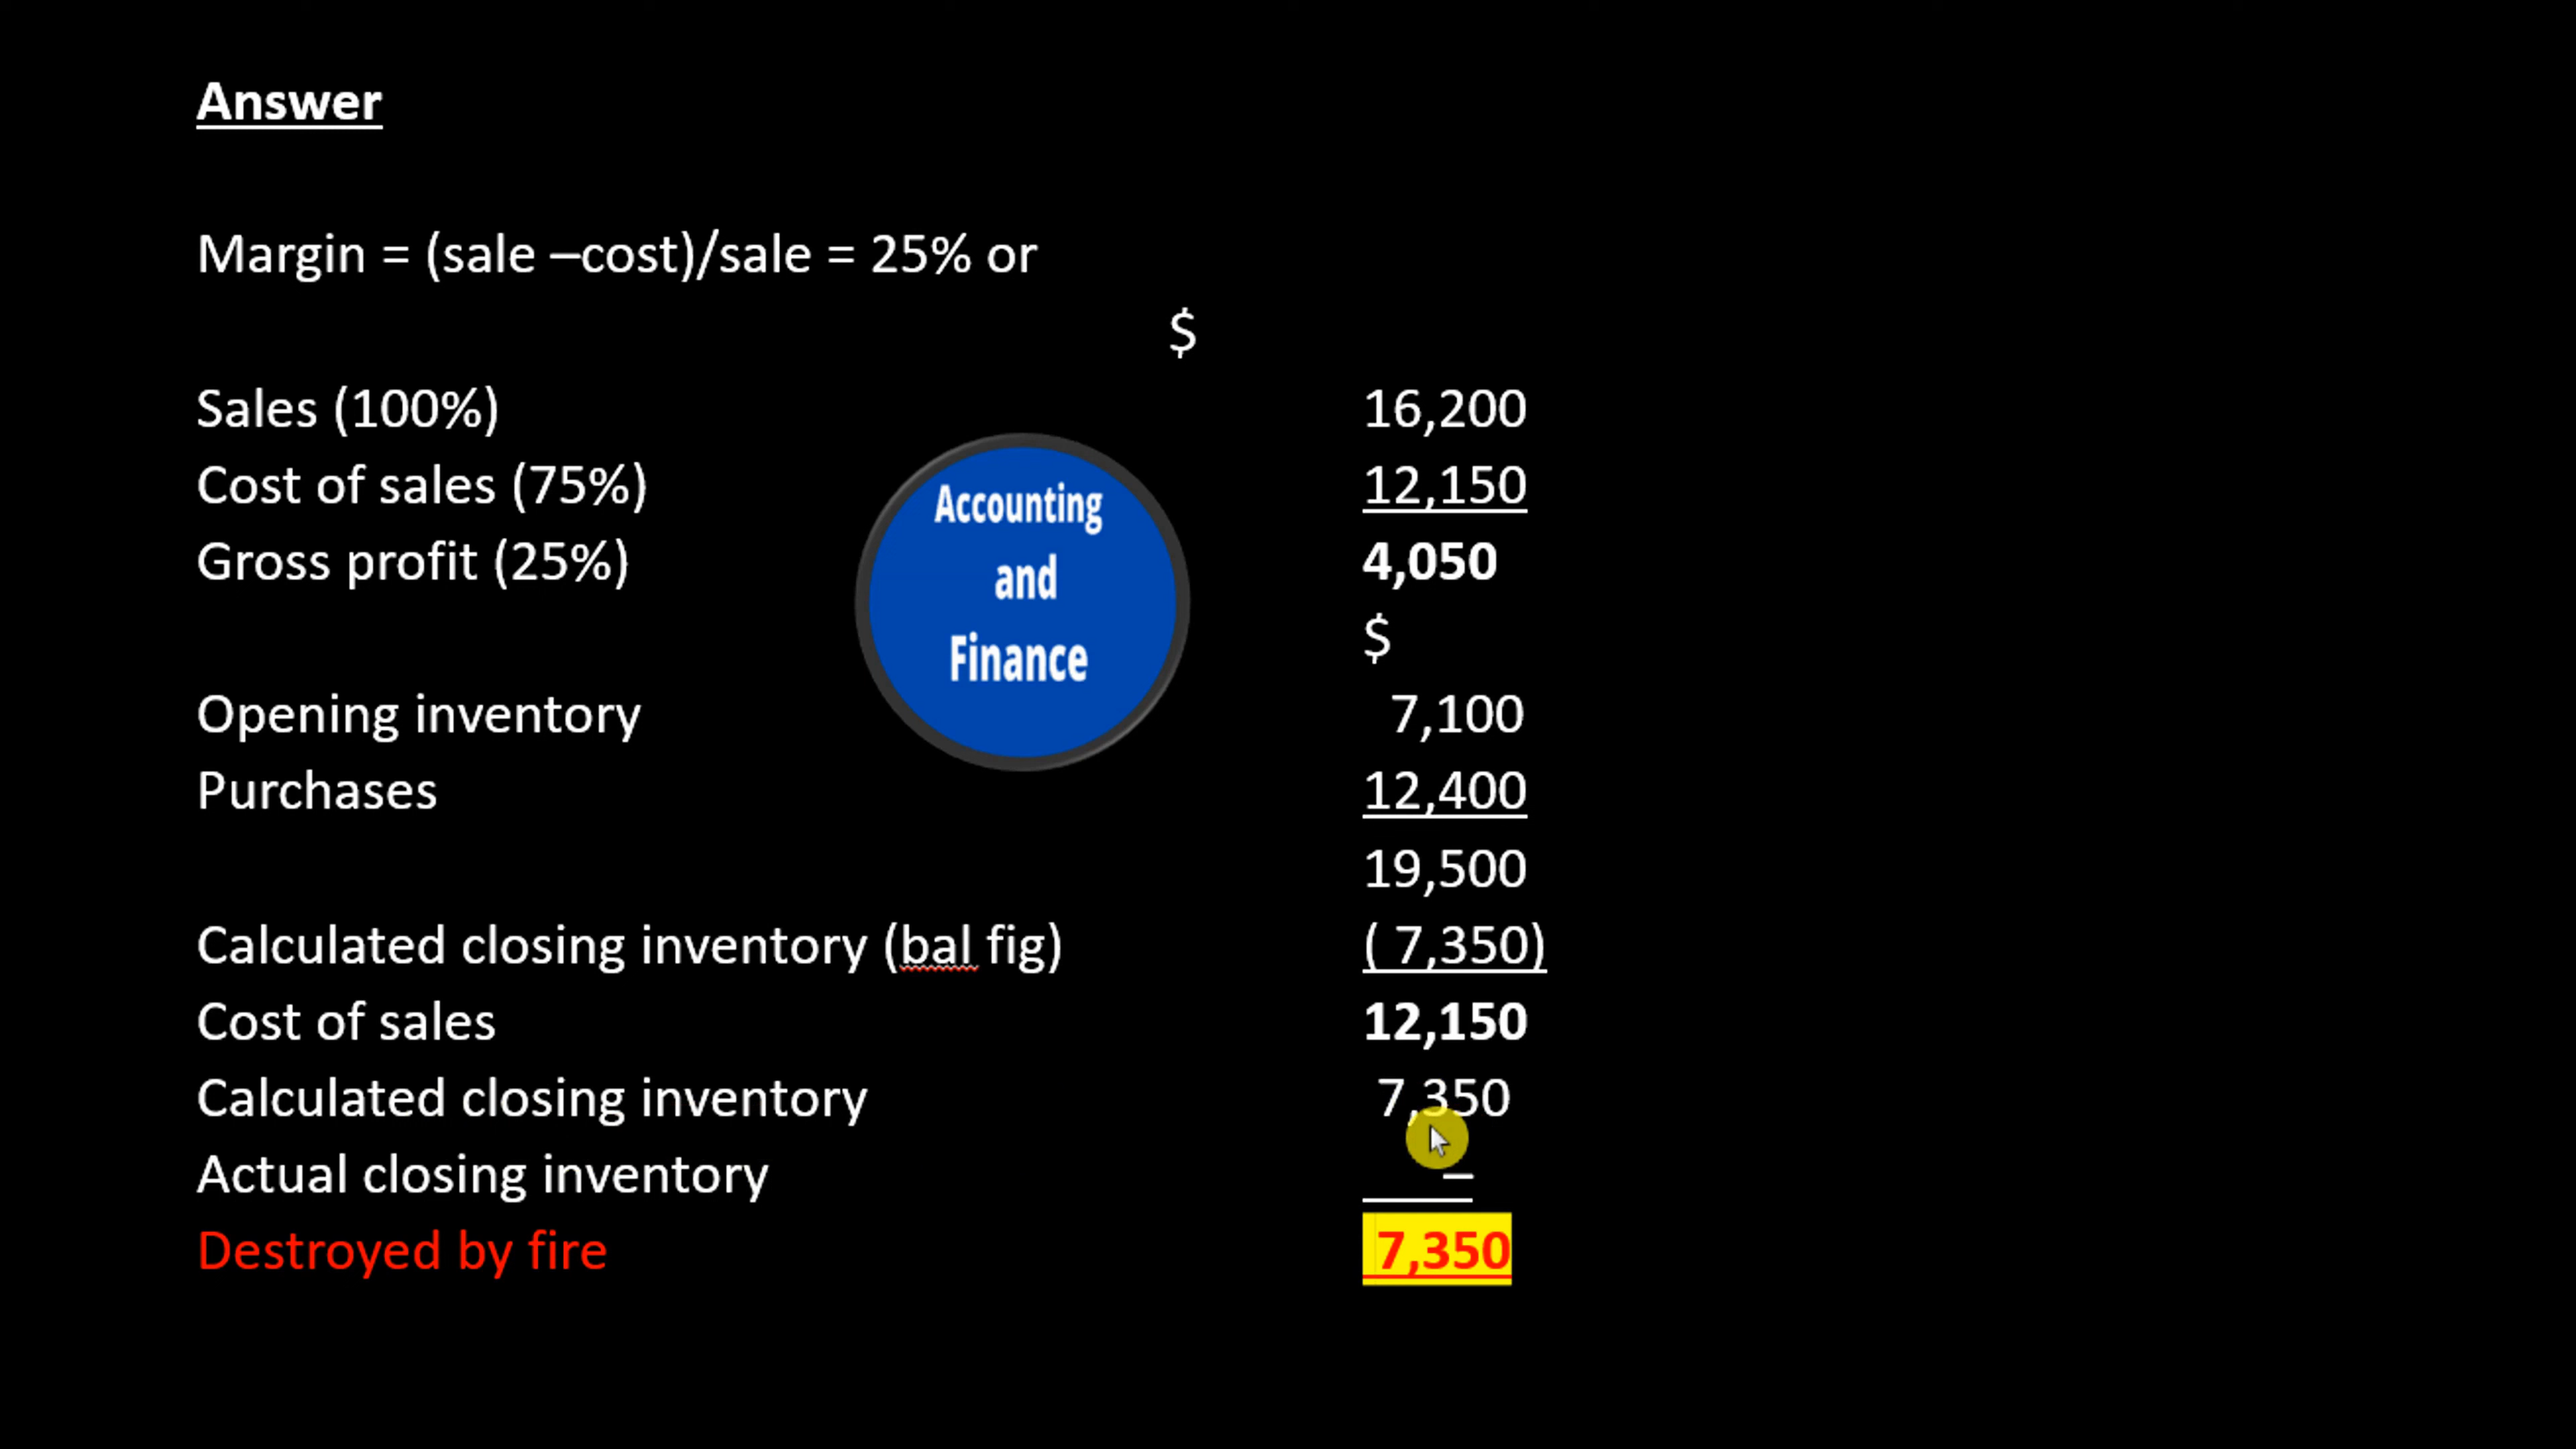 Answer
Margin = (sale –cost)/sale = 25% or
$
Sales (100%) 16,200
Cost of sales (75%) 12,150
Gross profit (25%) 4,050
$
Opening inventory 7,100
Purchases 12,400
19,500
Calculated closing inventory (bal fig) ( 7,350)
Cost of sales 12,150
Calculated closing inventory 7,350
Actual closing inventory –
Destroyed by fire 7,350
Accounting
and
Finance